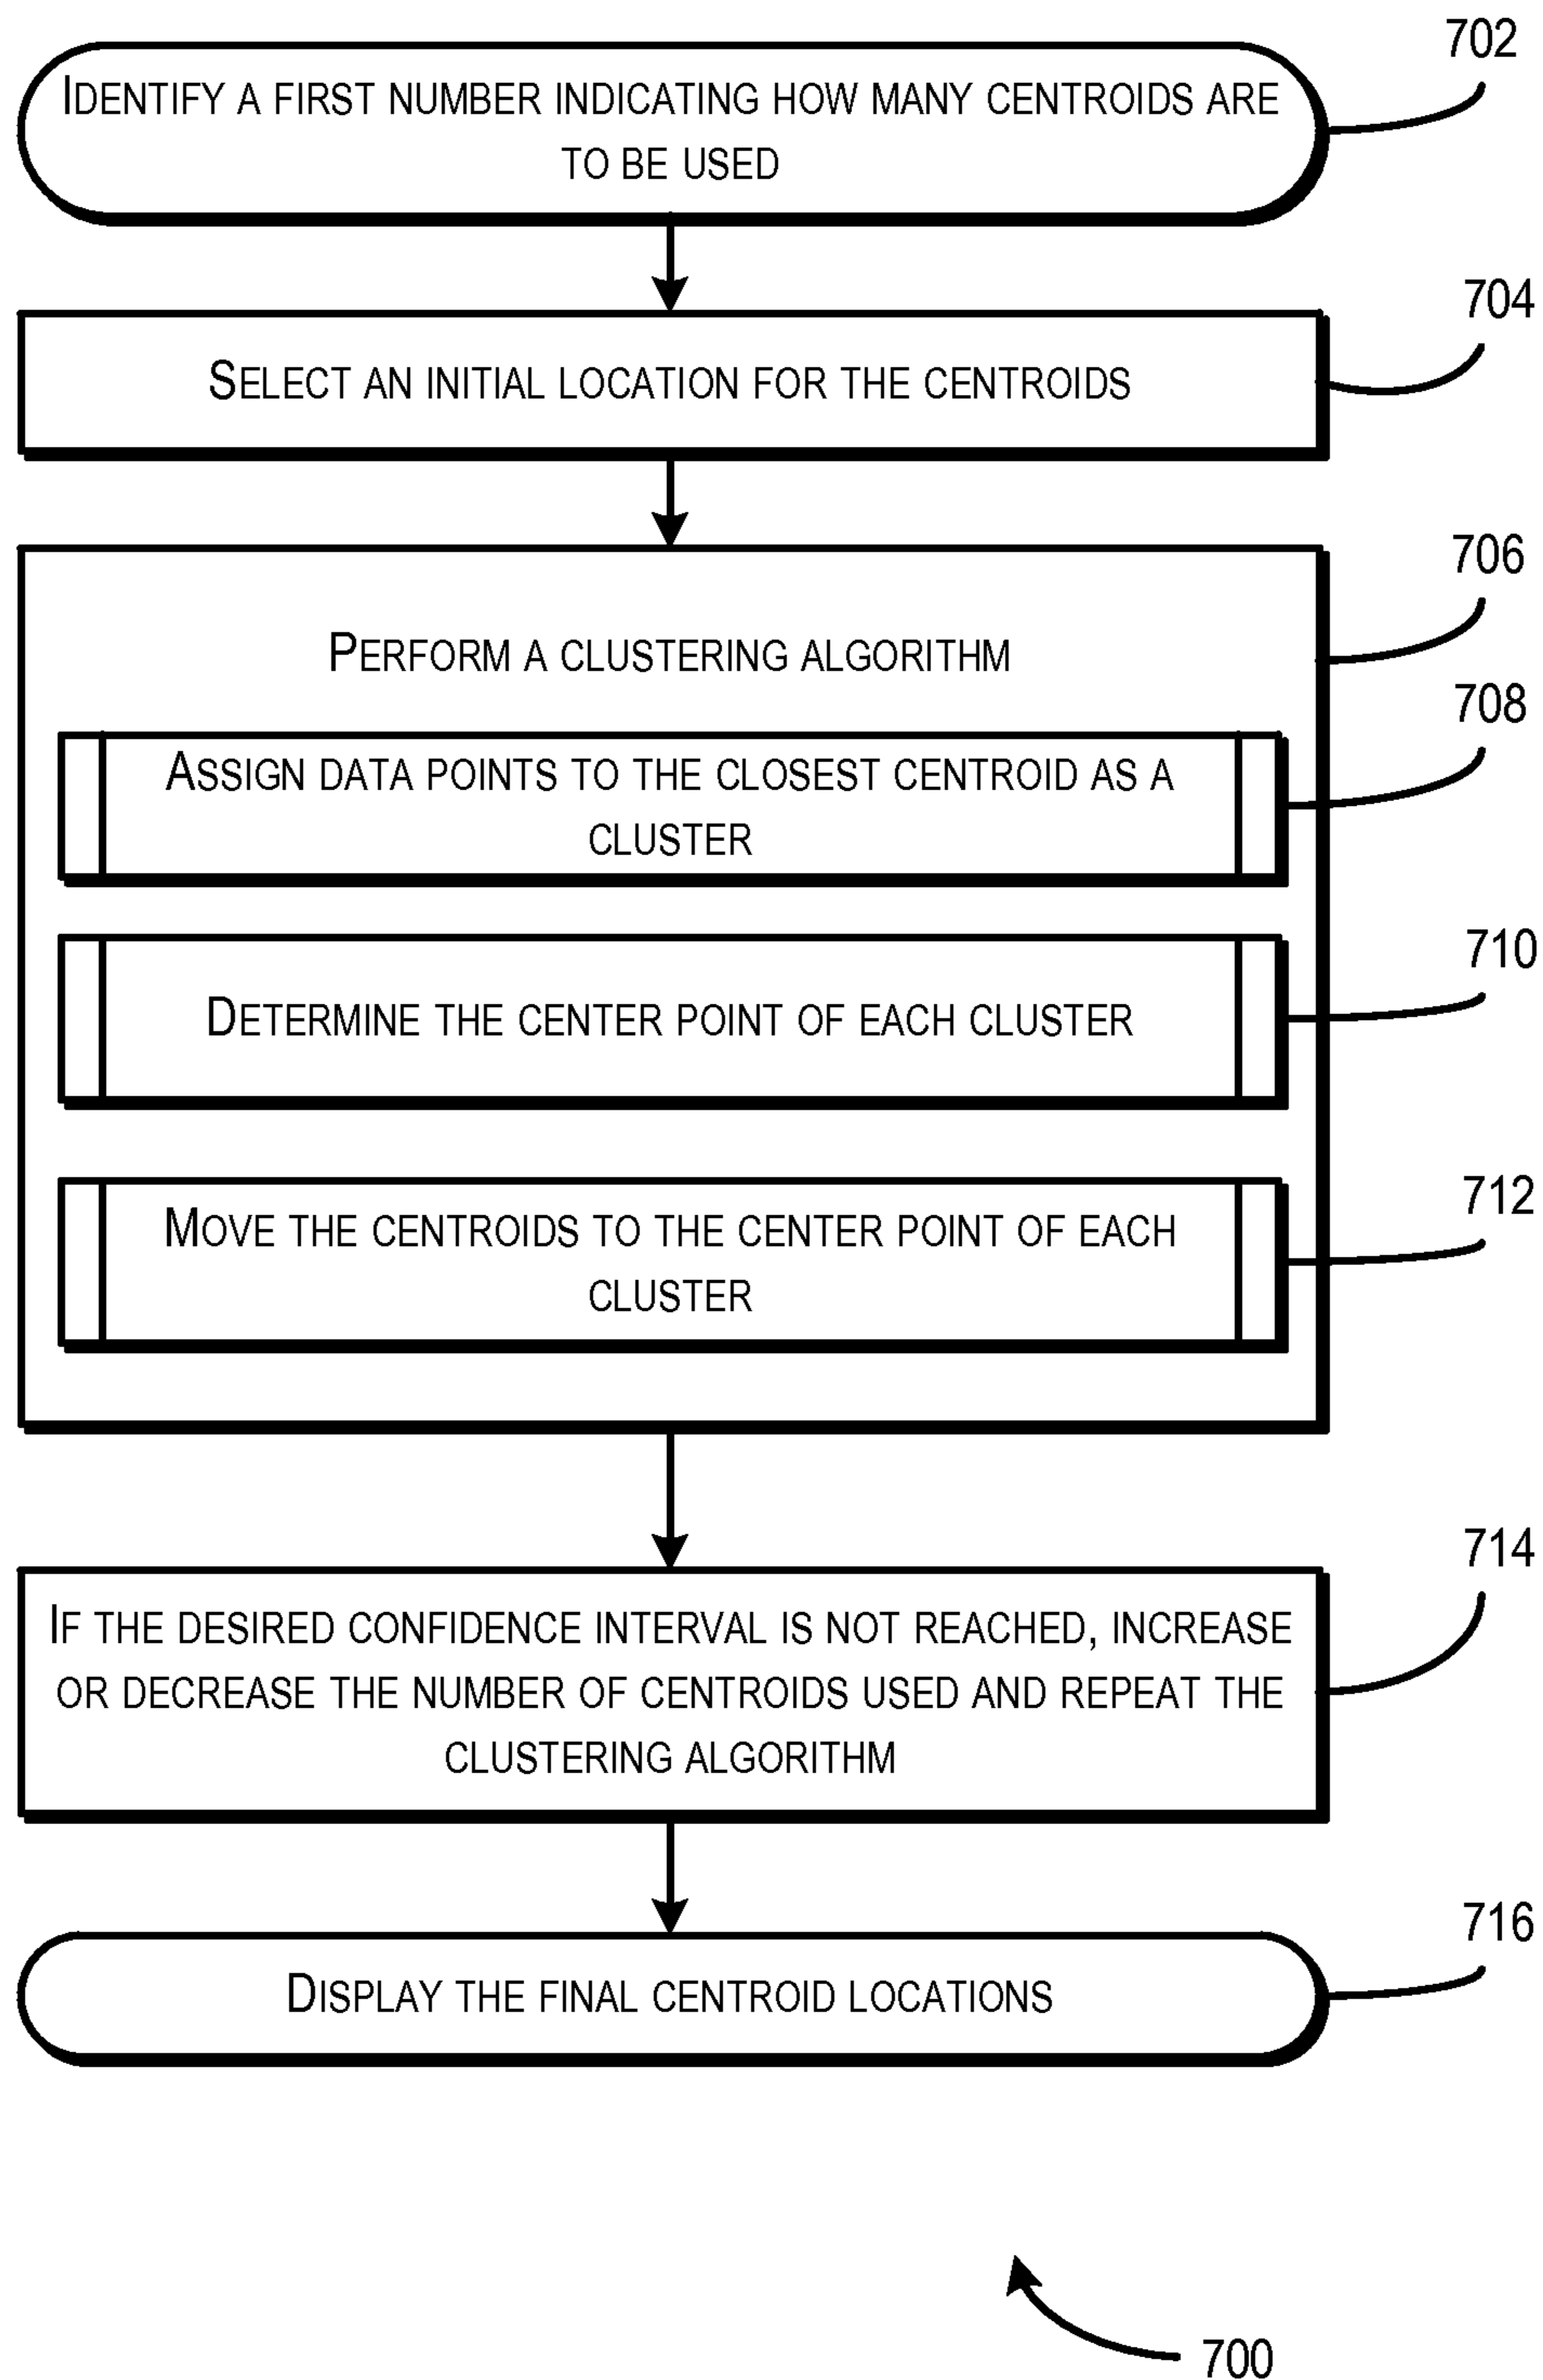 702
IDENTIFY A FIRST NUMBER INDICATING HOW MANY CENTROIDS ARE
TO BE USED
704
SELECT AN INITIAL LOCATION FOR THE CENTROIDS
706
PERFORM A CLUSTERING ALGORITHM
708
ASSIGN DATA POINTS TO THE CLOSEST CENTROID AS A
CLUSTER
710
DETERMINE THE CENTER POINT OF EACH CLUSTER
712
MOVE THE CENTROIDS TO THE CENTER POINT OF EACH
CLUSTER
714
IF THE DESIRED CONFIDENCE INTERVAL IS NOT REACHED, INCREASE
OR DECREASE THE NUMBER OF CENTROIDS USED AND REPEAT THE
CLUSTERING ALGORITHM
716
DISPLAY THE FINAL CENTROID LOCATIONS
700